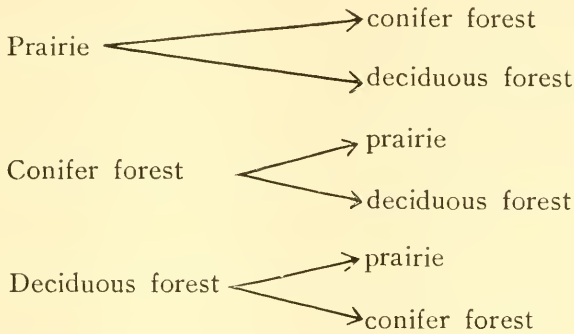 conifer forest
Prairie
deciduous forest
prairie
Conifer forest
deciduous forest
prairie
Deciduous forest
conifer forest